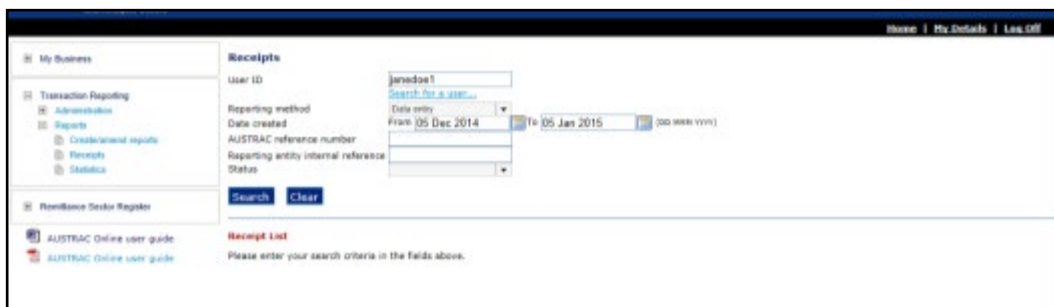 Home | My Details | Log Off
My Business
Transaction Reporting
Administration
Reports
Create/amend reports
Receipts
Statistics
Remittance Sector Register
AUSTRAC Online user guide
AUSTRAC Online user guide
Receipts
User ID janedoe1
Search for a user...
Reporting method Data entry
Date created From 05 Dec 2014 To 05 Jan 2015 (DD MMM YYYY)
AUSTRAC reference number
Reporting entity internal reference
Status
Search Clear
Receipt List
Please enter your search criteria in the fields above.